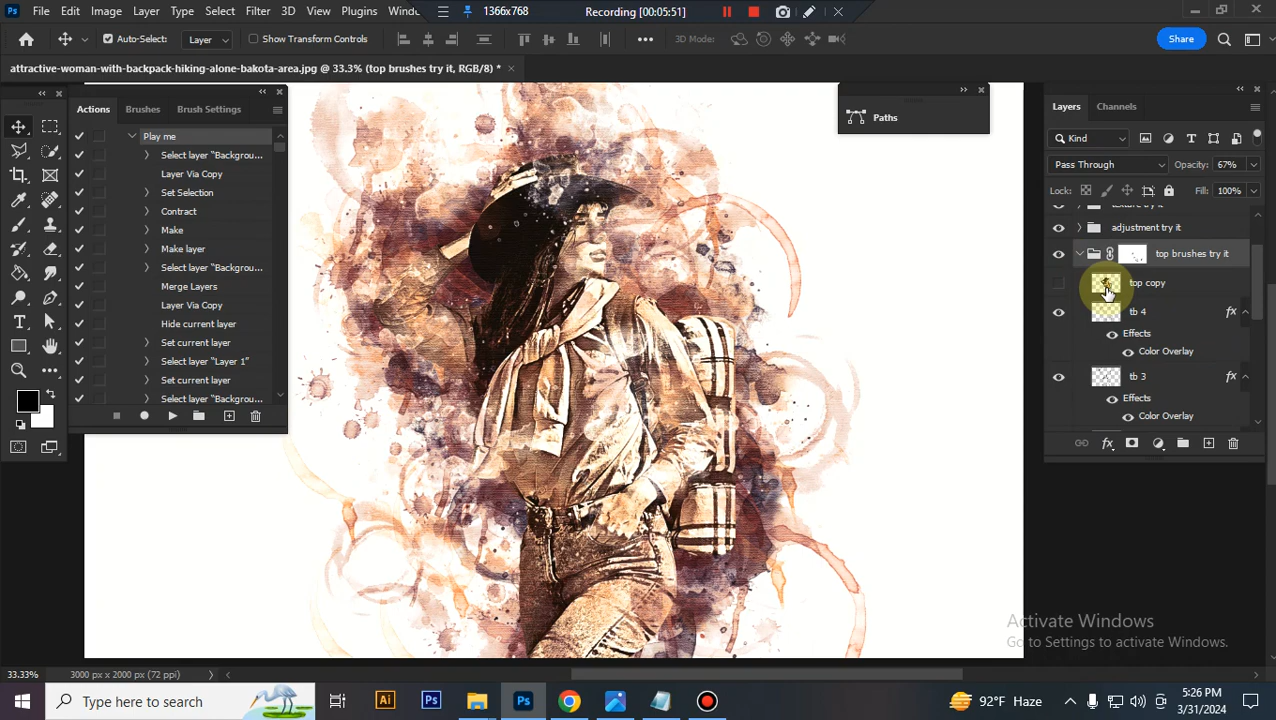 File Edit Image Layer Type Select Filter 3D View Plugins Windo
1366x768 Recording [00:05:51]
Auto-Select: Layer Show Transform Controls 3D Mode: Share
attractive-woman-with-backpack-hiking-alone-bakota-area.jpg @ 33.3% (top brushes try it, RGB/8) *
Actions Brushes Brush Settings
Play me
Select layer "Backgrou...
Layer Via Copy
Set Selection
Contract
Make
Make layer
Select layer "Backgrou...
Merge Layers
Layer Via Copy
Hide current layer
Set current layer
Select layer "Layer 1"
Set current layer
Select layer "Backgrou...
Paths
Layers Channels
Kind
Pass Through Opacity: 67%
Lock: Fill: 100%
texture try it
adjustment try it
top brushes try it
top copy
tb 4 fx
Effects
Color Overlay
tb 3 fx
Effects
Color Overlay
Activate Windows
Go to Settings to activate Windows.
33.33% 3000 px x 2000 px (72 ppi)
Type here to search
92°F Haze
5:26 PM
3/31/2024